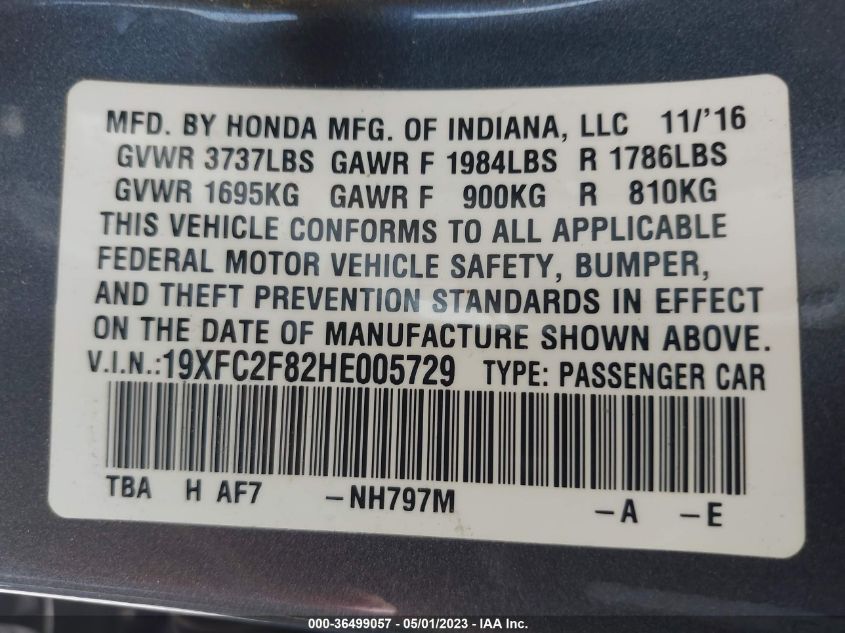 MFD. BY HONDA MFG. OF INDIANA, LLC 11/'16
GVWR 3737LBS GAWR F 1984LBS R 1786LBS
GVWR 1695KG GAWR F 900KG R 810KG
THIS VEHICLE CONFORMS TO ALL APPLICABLE
FEDERAL MOTOR VEHICLE SAFETY, BUMPER,
AND THEFT PREVENTION STANDARDS IN EFFECT
ON THE DATE OF MANUFACTURE SHOWN ABOVE.
V.I.N.:19XFC2F82HE005729 TYPE: PASSENGER CAR
TBA H AF7 -NH797M -A -E
000-36499057 - 05/01/2023 - IAA Inc.